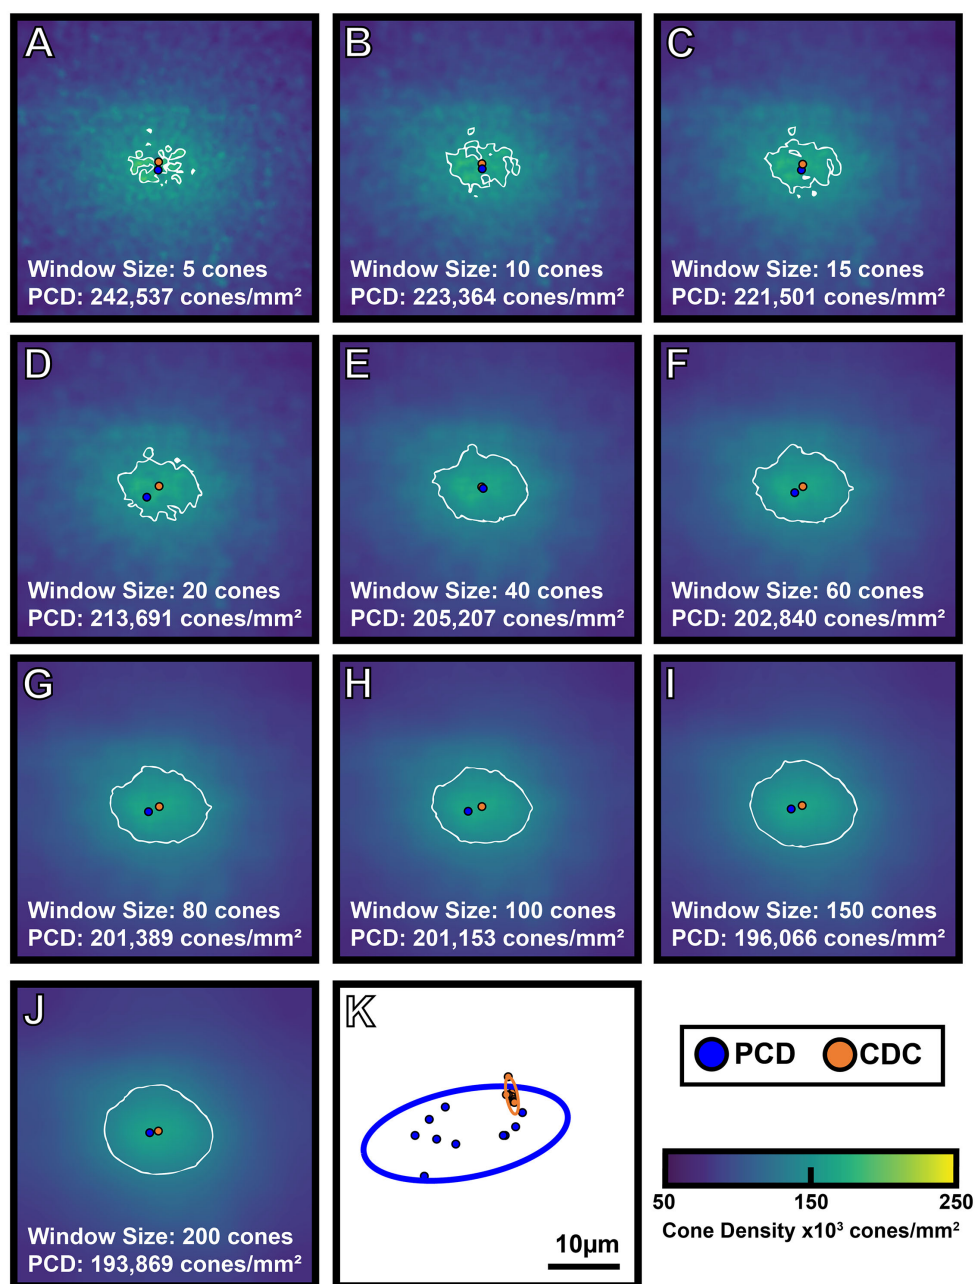 A
Window Size: 5 cones
PCD: 242,537 cones/mm²
B
Window Size: 10 cones
PCD: 223,364 cones/mm²
C
Window Size: 15 cones
PCD: 221,501 cones/mm²
D
Window Size: 20 cones
PCD: 213,691 cones/mm²
E
Window Size: 40 cones
PCD: 205,207 cones/mm²
F
Window Size: 60 cones
PCD: 202,840 cones/mm²
G
Window Size: 80 cones
PCD: 201,389 cones/mm²
H
Window Size: 100 cones
PCD: 201,153 cones/mm²
I
Window Size: 150 cones
PCD: 196,066 cones/mm²
J
Window Size: 200 cones
PCD: 193,869 cones/mm²
K
10µm
PCD CDC
50 150 250
Cone Density x10³ cones/mm²